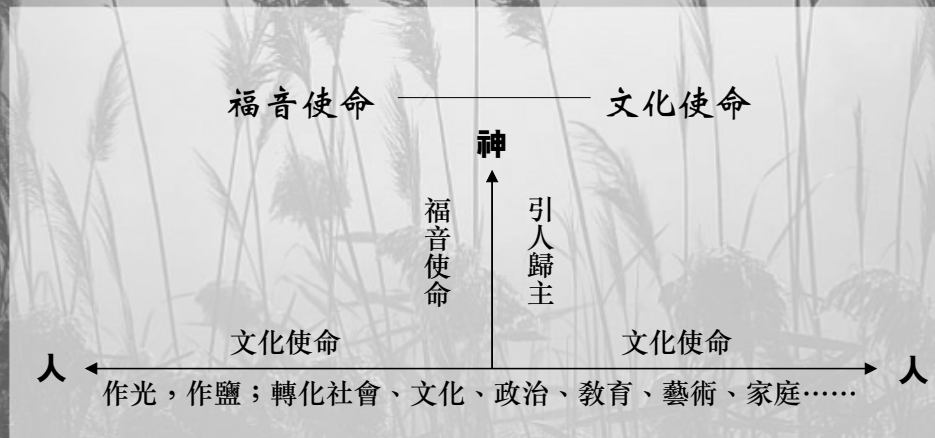 福音使命 文化使命
神
福音使命
引人歸主
文化使命 文化使命
人 人
作光，作鹽；轉化社會、文化、政治、教育、藝術、家庭……